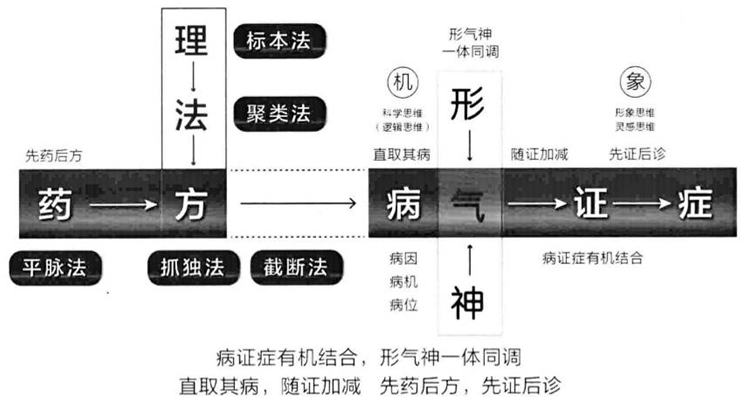 理
标本法
法
聚类法
形气神
一体同调
机
象
科学思维
（逻辑思维）
形
形象思维
灵感思维
先药后方
直取其病
随证加减
先证后诊
药
方
病
气
证
症
平脉法
抓独法
截断法
病因
病机
病位
神
病证症有机结合
病证症有机结合，形气神一体同调
直取其病，随证加减 先药后方，先证后诊